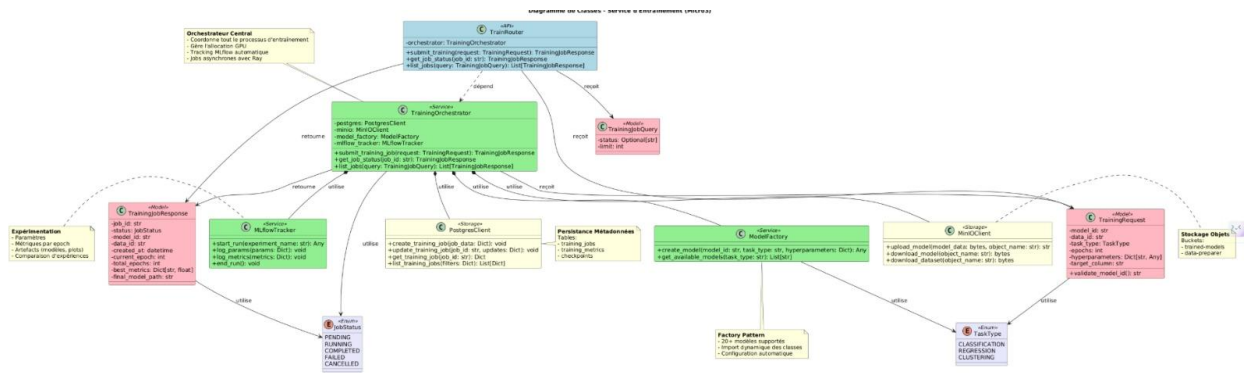 Diagramme de Classes - Service d'Entraînement (Micro3)
Orchestrateur Central
- Coordonne tout le processus d'entraînement
- Gère l'allocation GPU
- Tracking MLflow automatique
- Jobs asynchrones avec Ray
«API»
C TrainRouter
-orchestrator: TrainingOrchestrator
+submit_training(request: TrainingRequest): TrainingJobResponse
+get_job_status(job_id: str): TrainingJobResponse
+list_jobs(query: TrainingJobQuery): List[TrainingJobResponse]
dépend
reçoit
«Service»
C TrainingOrchestrator
-postgres: PostgresClient
-minio: MinIOClient
-model_factory: ModelFactory
-mlflow_tracker: MLflowTracker
+submit_training_job(request: TrainingRequest): TrainingJobResponse
+get_job_status(job_id: str): TrainingJobResponse
+list_jobs(query: TrainingJobQuery): List[TrainingJobResponse]
«Model»
C TrainingJobQuery
-status: Optional[str]
-limit: int
retourne
reçoit
retourne
utilise
utilise
utilise
utilise
reçoit
Expérimentation
- Paramètres
- Métriques par epoch
- Artefacts (modèles, plots)
- Comparaison d'expériences
«Model»
C TrainingJobResponse
-job_id: str
-status: JobStatus
-model_id: str
-data_id: str
-created_at: datetime
-current_epoch: int
-total_epochs: int
-best_metrics: Dict[str, float]
-final_model_path: str
«Service»
C MLflowTracker
+start_run(experiment_name: str): Any
+log_params(params: Dict): void
+log_metrics(metrics: Dict): void
+end_run(): void
utilise
«Storage»
C PostgresClient
+create_training_job(job_data: Dict): void
+update_training_job(job_id: str, updates: Dict): void
+get_training_job(job_id: str): Dict
+list_training_jobs(filters: Dict): List[Dict]
Persistance Métadonnées
Tables:
- training_jobs
- training_metrics
- checkpoints
«Service»
C ModelFactory
+create_model(model_id: str, task_type: str, hyperparameters: Dict): Any
+get_available_models(task_type: str): List[str]
«Storage»
C MinIOClient
+upload_model(model_data: bytes, object_name: str): str
+download_model(object_name: str): bytes
+download_dataset(object_name: str): bytes
«Model»
C TrainingRequest
-model_id: str
-data_id: str
-task_type: TaskType
-epochs: int
-hyperparameters: Dict[str, Any]
-target_column: str
+validate_model_id(): str
Stockage Objets
Buckets:
- trained-models
- data-preparer
utilise
utilise
utilise
«Enum»
E JobStatus
PENDING
RUNNING
COMPLETED
FAILED
CANCELLED
Factory Pattern
- 20+ modèles supportés
- Import dynamique des classes
- Configuration automatique
«Enum»
E TaskType
CLASSIFICATION
REGRESSION
CLUSTERING